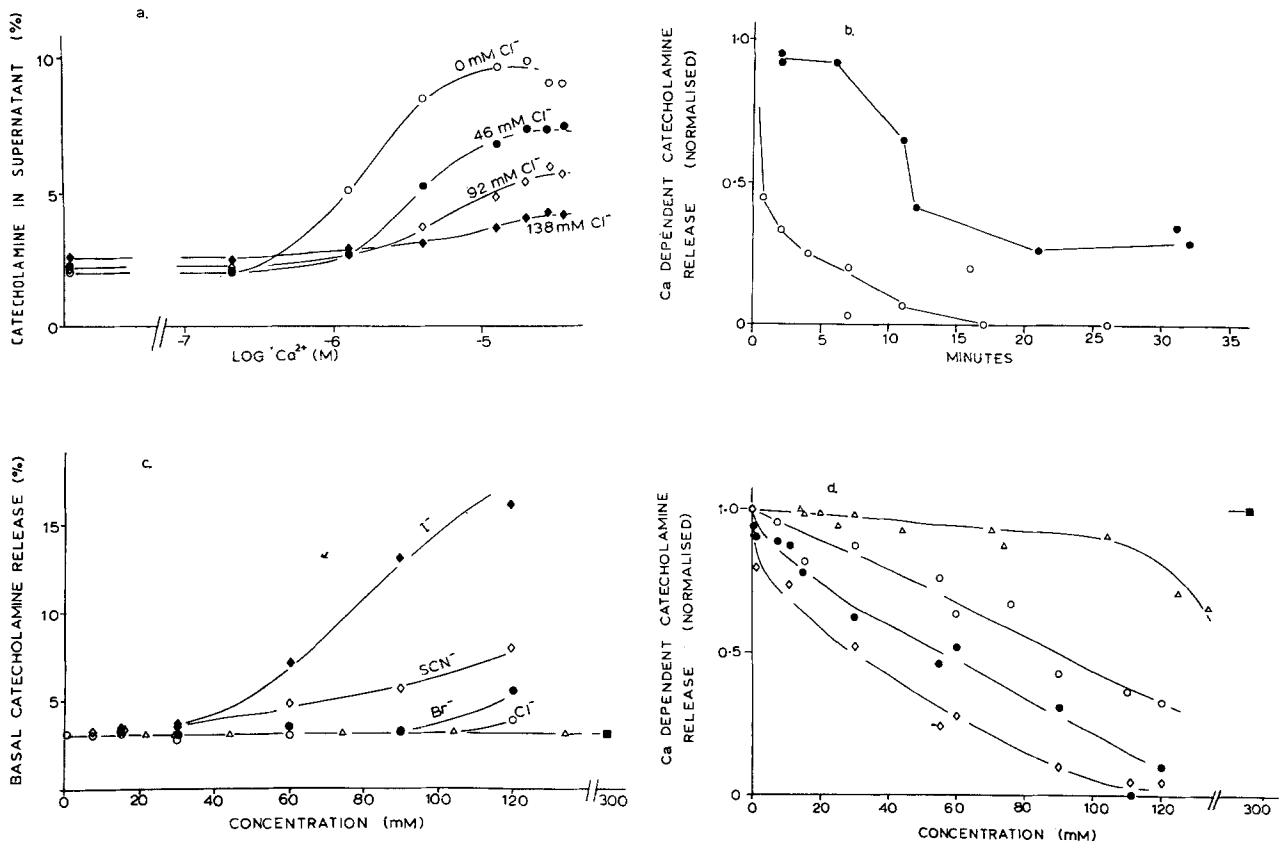 a.
CATECHOLAMINE IN SUPERNATANT (%)
10
5
0
0 mM Cl⁻
46 mM Cl⁻
92 mM Cl⁻
138 mM Cl⁻
-7
-6
-5
LOG Ca²⁺ (M)
b.
Ca DEPENDENT CATECHOLAMINE
RELEASE (NORMALISED)
1·0
0·5
0
0 5 10 15 20 25 30 35
MINUTES
c.
BASAL CATECHOLAMINE RELEASE (%)
15
10
5
I⁻
SCN⁻
Br⁻
Cl⁻
0 20 40 60 80 100 120 300
CONCENTRATION (mM)
d.
Ca DEPENDENT CATECHOLAMINE
RELEASE (NORMALISED)
1.0
0.5
0
0 20 40 60 80 100 120 300
CONCENTRATION (mM)